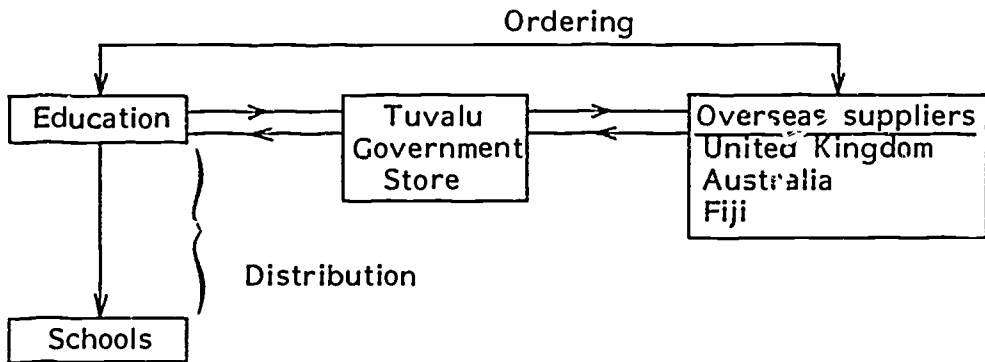 Ordering
Education
Tuvalu
Government
Store
Overseas suppliers
United Kingdom
Australia
Fiji
Distribution
Schools